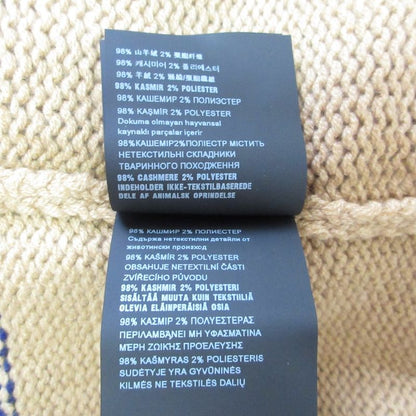 98% 山羊绒 2% 聚酯纤维
98% 캐시미어 2% 폴리에스터
98% 羊絨 2% 滌綸/聚酯纖維
98% KASMIR 2% POLIESTER
98% КАШЕМИР 2% ПОЛИЭСТЕР
98% KAŞMİR 2% POLYESTER
Dokuma olmayan hayvansal
kaynaklı parçalar içerir
98%КАШЕМІР2%ПОЛІЕСТР МІСТИТЬ
НЕТЕКСТИЛЬНІ СКЛАДНИКИ
ТВАРИННОГО ПОХОДЖЕННЯ
98% CASHMERE 2% POLYESTER
INDEHOLDER IKKE-TEKSTILBASEREDE
DELE AF ANIMALSK OPRINDELSE
98% КАШМИР 2% ПОЛИЕСТЕР
Съдържа нетекстилни детайли от
животински произход
98% KAŠMÍR 2% POLYESTER
OBSAHUJE NETEXTILNÍ ČÁSTI
ZVÍŘECÍHO PŮVODU
98% KASHMIR 2% POLYESTERI
SISÄLTÄÄ MUUTA KUIN TEKSTIILIÄ
OLEVIA ELÄINPERÄISIÄ OSIA
98% ΚΑΣΜΙΡ 2% ΠΟΛΥΕΣΤΕΡΑΣ
ΠΕΡΙΛΑΜΒΑΝΕΙ ΜΗ ΥΦΑΣΜΑΤΙΝΑ
ΜΕΡΗ ΖΩΙΚΗΣ ΠΡΟΕΛΕΥΣΗΣ
98% KAŠMYRAS 2% POLIESTERIS
SUDĖTYJE YRA GYVŪNINĖS
KILMĖS NE TEKSTILĖS DALIŲ